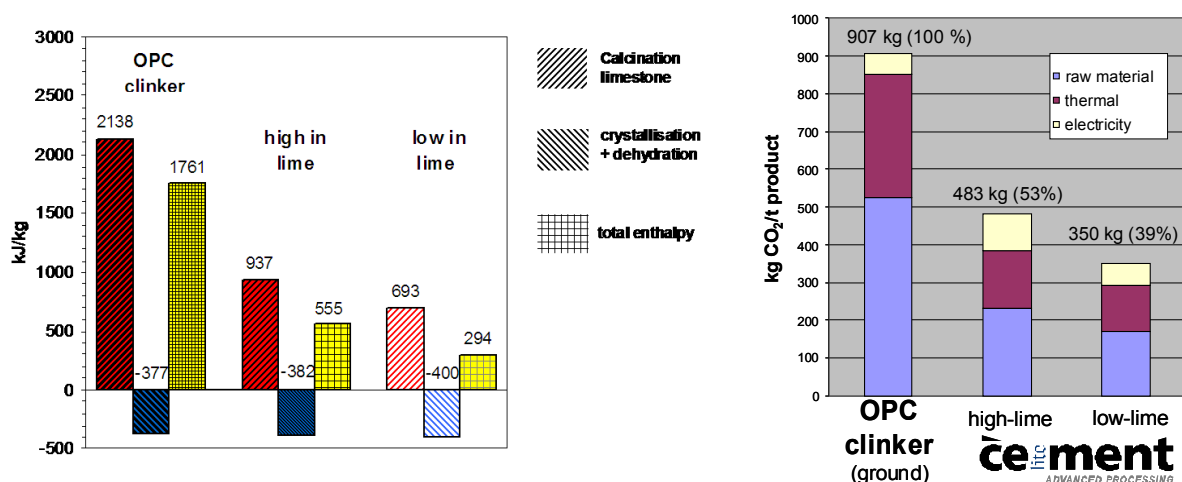 3000
2500
2000
1500
1000
500
0
-500
kJ/kg
OPC
clinker
high in
lime
low in
lime
2138
-377
1761
937
-382
555
693
-400
294
Calcination
limestone
crystallisation
+ dehydration
total enthalpy
1000
900
800
700
600
500
400
300
200
100
0
kg CO₂/t product
907 kg (100 %)
483 kg (53%)
350 kg (39%)
raw material
thermal
electricity
OPC
clinker
(ground)
high-lime
low-lime
celitement
ADVANCED PROCESSING